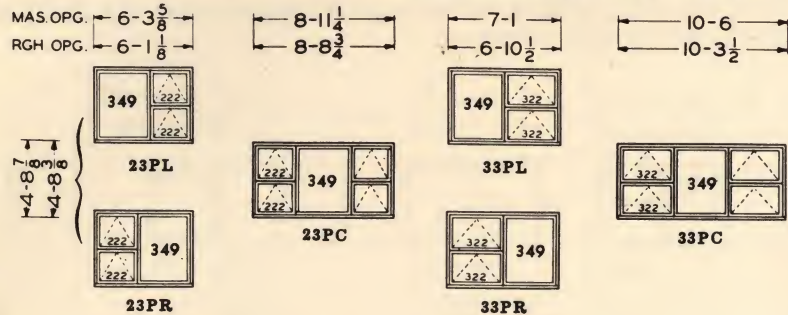 MAS. OPG. 6-3 5/8 8-11 1/4 7-1 10-6
RGH OPG. 6-1 1/8 8-8 3/4 6-10 1/2 10-3 1/2
4-8 7/8
4-8 3/8
349 222
222
23PL
222 349
222
23PR
222 349
222
23PC
349 322
322
33PL
322 349
322
33PR
322 349
322
33PC